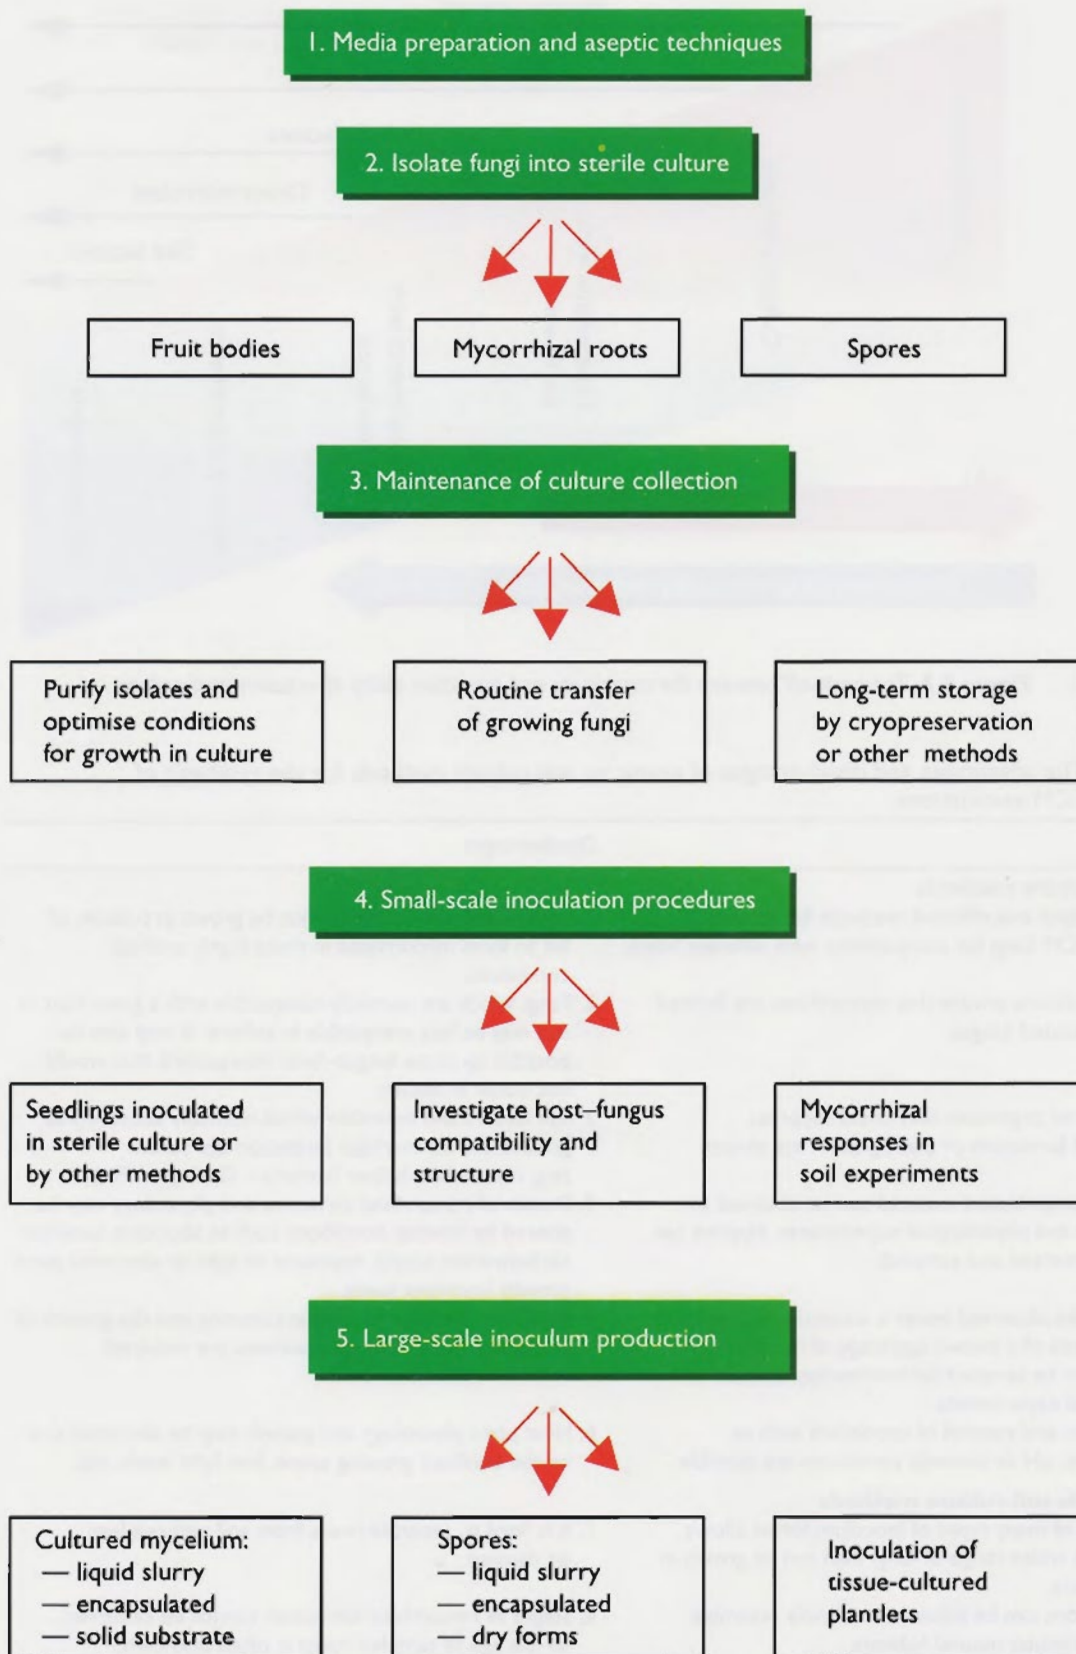 1. Media preparation and aseptic techniques
2. Isolate fungi into sterile culture
Fruit bodies
Mycorrhizal roots
Spores
3. Maintenance of culture collection
Purify isolates and
optimise conditions
for growth in culture
Routine transfer
of growing fungi
Long-term storage
by cryopreservation
or other methods
4. Small-scale inoculation procedures
Seedlings inoculated
in sterile culture or
by other methods
Investigate host–fungus
compatibility and
structure
Mycorrhizal
responses in
soil experiments
5. Large-scale inoculum production
Cultured mycelium:
— liquid slurry
— encapsulated
— solid substrate
Spores:
— liquid slurry
— encapsulated
— dry forms
Inoculation of
tissue-cultured
plantlets